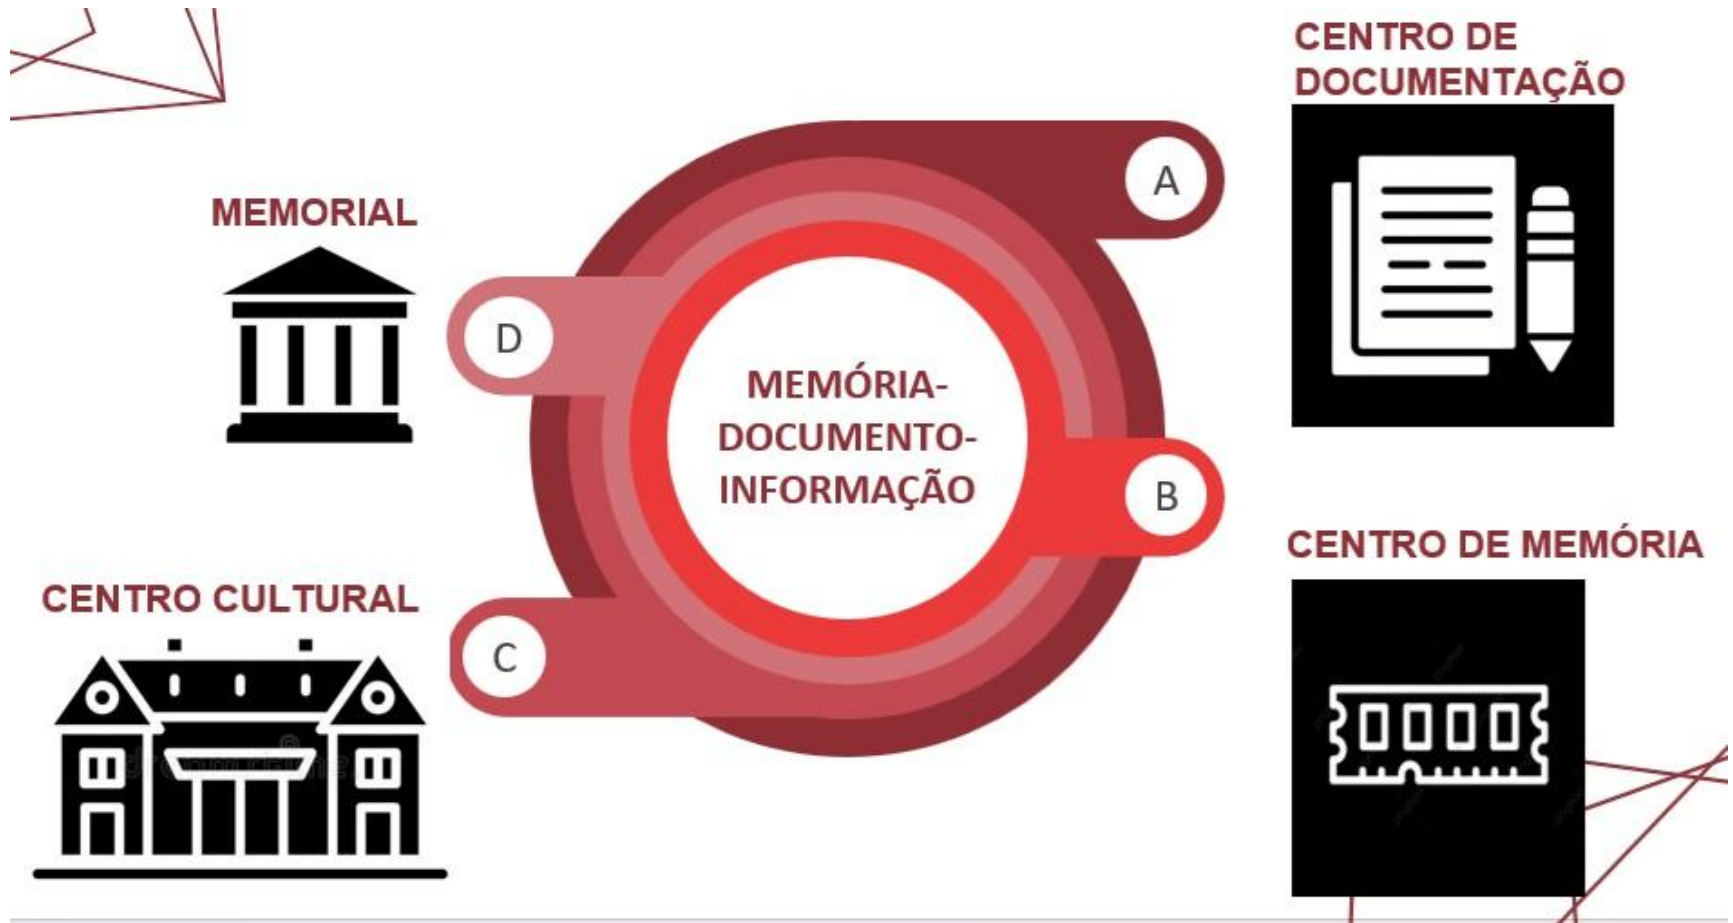 CENTRO DE
DOCUMENTAÇÃO
A
MEMORIAL
D
MEMÓRIA-
DOCUMENTO-
INFORMAÇÃO
B
CENTRO DE MEMÓRIA
CENTRO CULTURAL
C